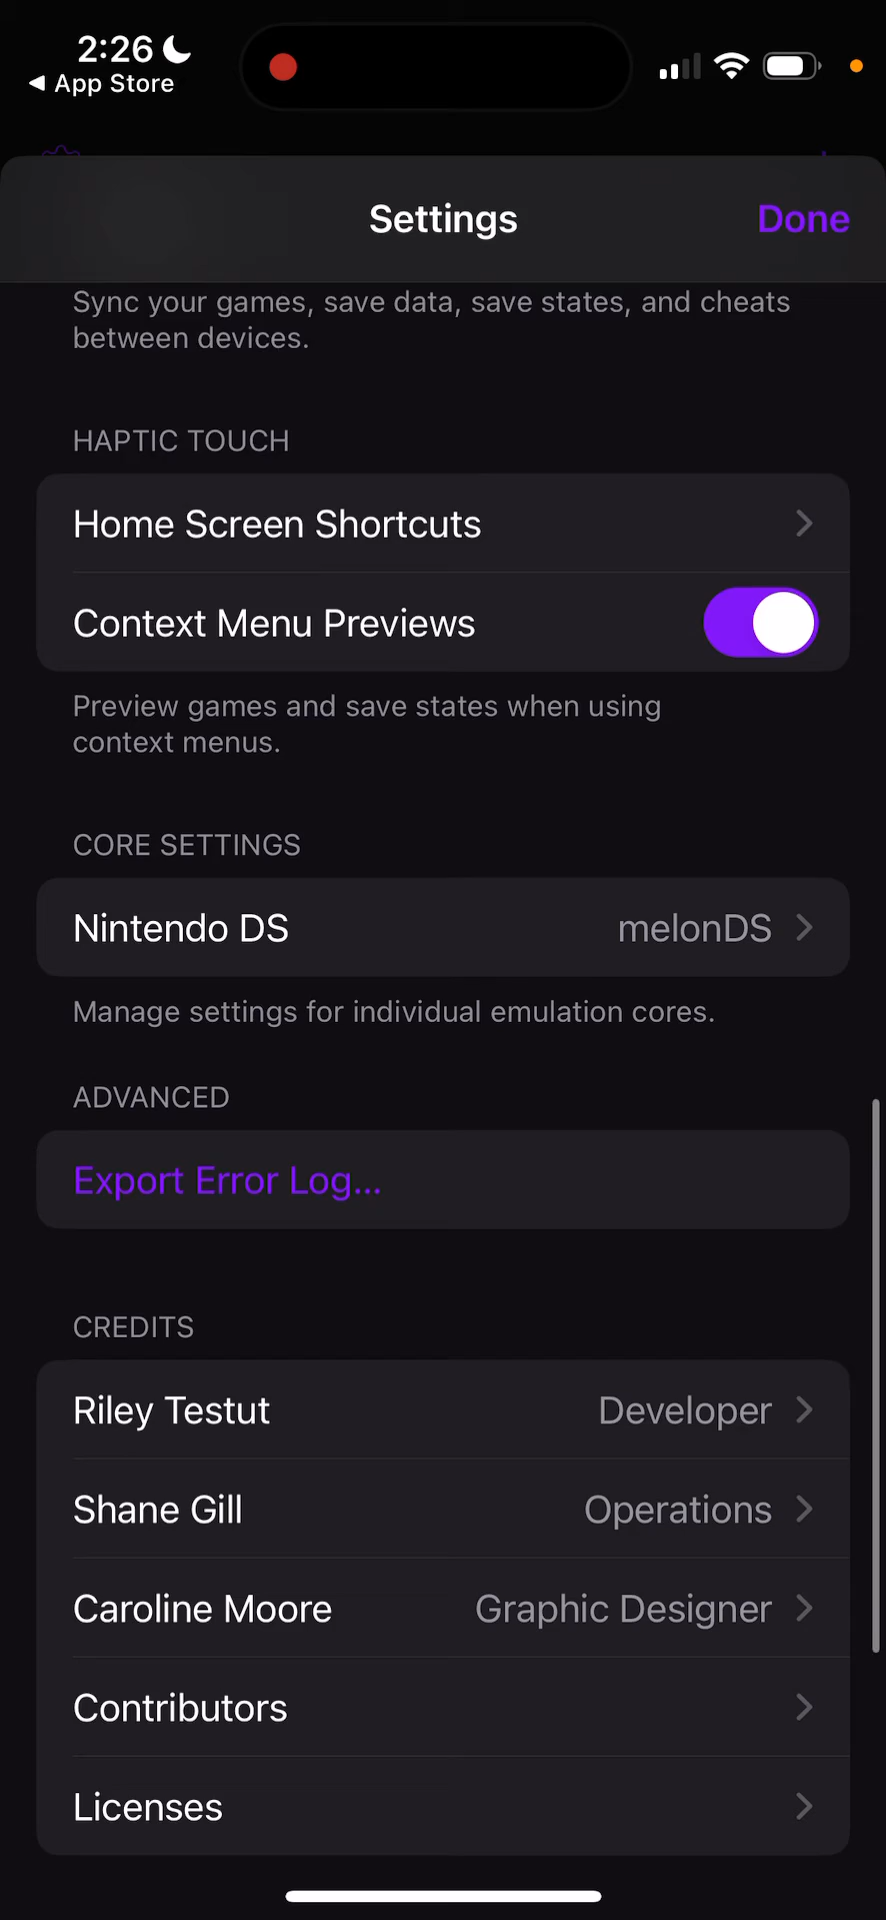 2:26
◀ App Store
Settings
Done
Sync your games, save data, save states, and cheats
between devices.
HAPTIC TOUCH
Home Screen Shortcuts
Context Menu Previews
Preview games and save states when using
context menus.
CORE SETTINGS
Nintendo DS melonDS
Manage settings for individual emulation cores.
ADVANCED
Export Error Log...
CREDITS
Riley Testut Developer
Shane Gill Operations
Caroline Moore Graphic Designer
Contributors
Licenses